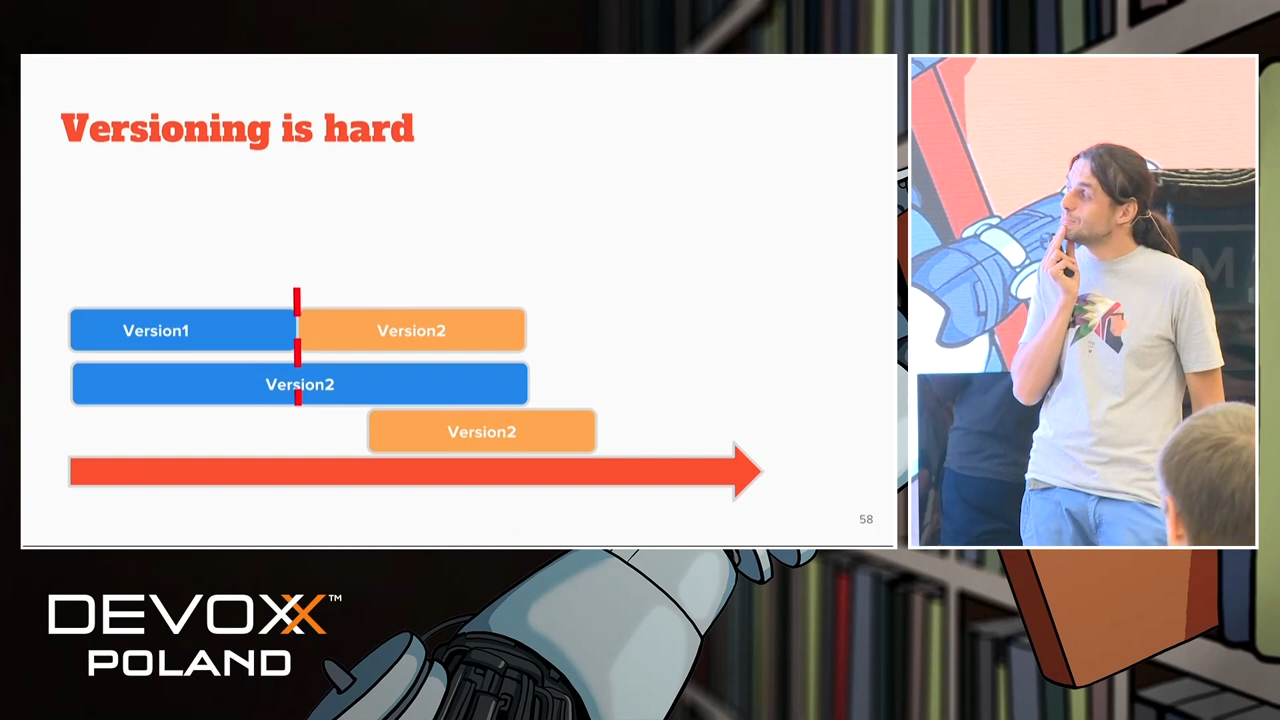 Versioning is hard
Version1
Version2
Version2
Version2
58
DEVOXX™
POLAND